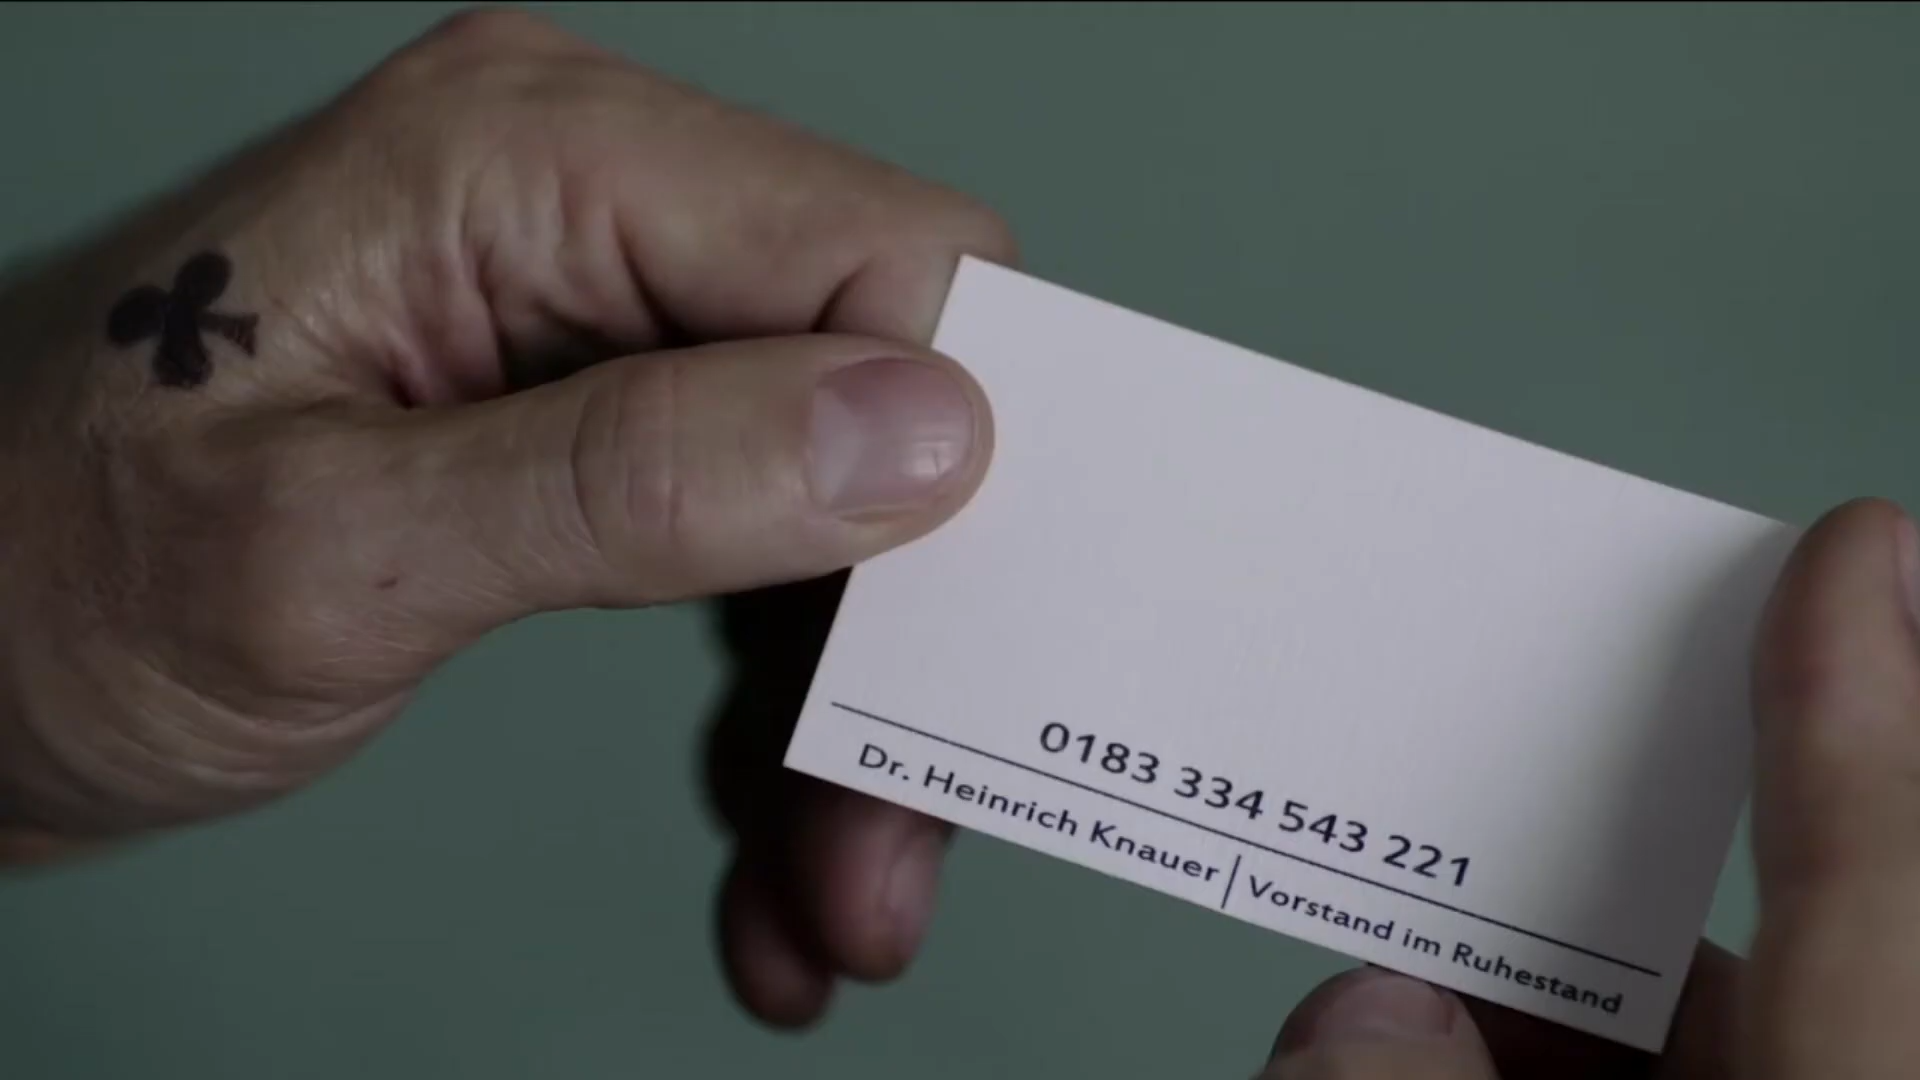 0183 334 543 221
Dr. Heinrich Knauer | Vorstand im Ruhestand